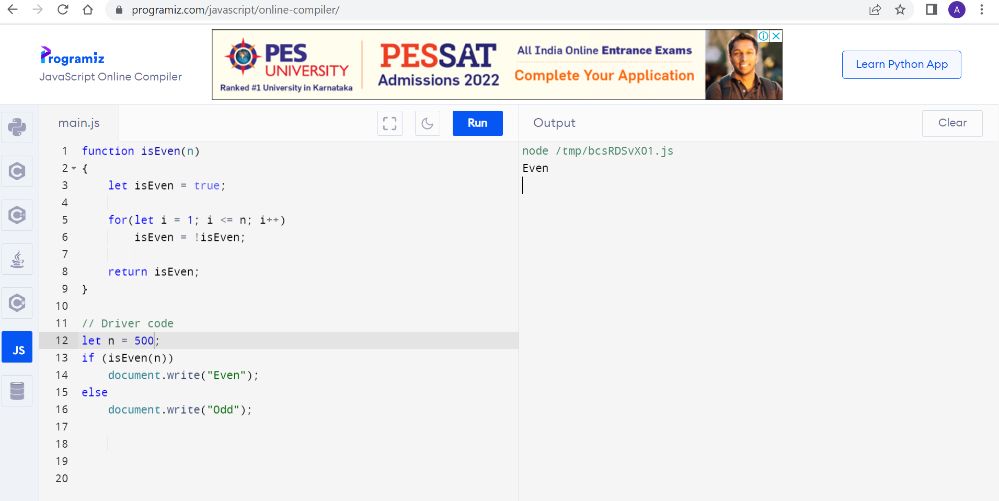 programiz.com/javascript/online-compiler/
A
Programiz
JavaScript Online Compiler
PES
UNIVERSITY
Ranked #1 University in Karnataka
PESSAT
Admissions 2022
All India Online Entrance Exams
Complete Your Application
Learn Python App
main.js
Run
Output
Clear
1 function isEven(n)
2 {
3     let isEven = true;
4
5     for(let i = 1; i <= n; i++)
6         isEven = !isEven;
7
8     return isEven;
9 }
10
11 // Driver code
12 let n = 500;
13 if (isEven(n))
14     document.write("Even");
15 else
16     document.write("Odd");
17
18
19
20
node /tmp/bcsRDSvXO1.js
Even
C
C++
C#
JS